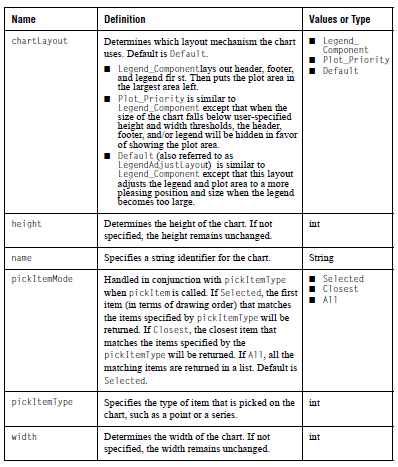 Name Definition Values or Type
chartLayout
Determines which layout mechanism the chart
uses. Default is Default.
■ Legend_Componentlays out header, footer,
and legend fir st. Then puts the plot area in
the largest area left.
■ Plot_Priority is similar to
Legend_Component except that when the
size of the chart falls below user-specified
height and width thresholds, the header,
footer, and/or legend will be hidden in favor
of showing the plot area.
■ Default (also referred to as
LegendAdjustLayout) is similar to
Legend_Component except that this layout
adjusts the legend and plot area to a more
pleasing position and size when the legend
becomes too large.
■ Legend_
Component
■ Plot_Priority
■ Default
height
Determines the height of the chart. If not
specified, the height remains unchanged.
int
name
Specifies a string identifier for the chart.
String
pickItemMode
Handled in conjunction with pickItemType
when pickItem is called. If Selected, the first
item (in terms of drawing order) that matches
the items specified by pickItemType will be
returned. If Closest, the closest item that
matches the items specified by the
pickItemType will be returned. If All, all the
matching items are returned in a list. Default is
Selected.
■ Selected
■ Closest
■ All
pickItemType
Specifies the type of item that is picked on the
chart, such as a point or a series.
int
width
Determines the width of the chart. If not
specified, the width remains unchanged.
int